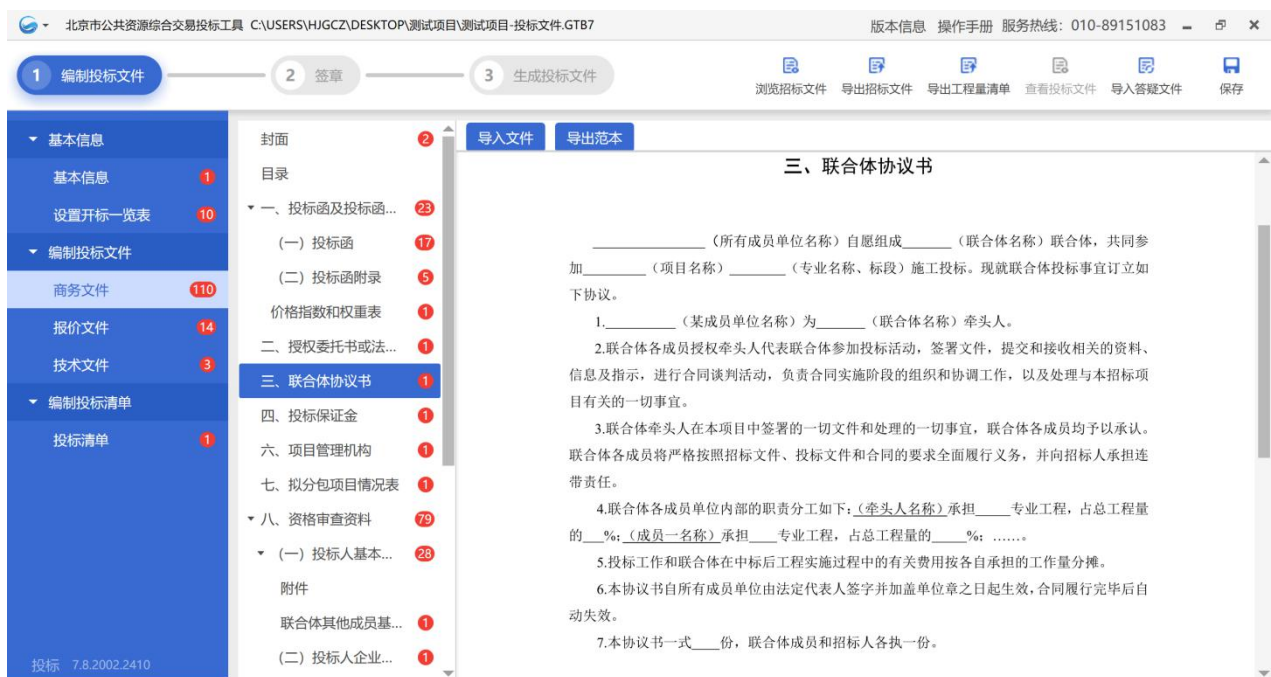 北京市公共资源综合交易投标工具 C:\USERS\HJGCZ\DESKTOP\测试项目\测试项目-投标文件.GTB7 版本信息 操作手册 服务热线：010-89151083
1 编制投标文件 2 签章 3 生成投标文件
浏览招标文件 导出招标文件 导出工程量清单 查看投标文件 导入答疑文件 保存
基本信息
基本信息 1
设置开标一览表 10
编制投标文件
商务文件 110
报价文件 14
技术文件 3
编制投标清单
投标清单 1
投标 7.8.2002.2410
封面 2
目录
一、投标函及投标函... 23
（一）投标函 17
（二）投标函附录 5
价格指数和权重表 1
二、授权委托书或法... 1
三、联合体协议书 1
四、投标保证金 1
六、项目管理机构 1
七、拟分包项目情况表 1
八、资格审查资料 79
（一）投标人基本... 28
附件
联合体其他成员基... 1
（二）投标人企业... 1
导入文件 导出范本
三、联合体协议书
________________（所有成员单位名称）自愿组成_______（联合体名称）联合体，共同参
加_________（项目名称）________（专业名称、标段）施工投标。现就联合体投标事宜订立如
下协议。
1.__________（某成员单位名称）为_______（联合体名称）牵头人。
2.联合体各成员授权牵头人代表联合体参加投标活动，签署文件，提交和接收相关的资料、
信息及指示，进行合同谈判活动，负责合同实施阶段的组织和协调工作，以及处理与本招标项
目有关的一切事宜。
3.联合体牵头人在本项目中签署的一切文件和处理的一切事宜，联合体各成员均予以承认。
联合体各成员将严格按照招标文件、投标文件和合同的要求全面履行义务，并向招标人承担连
带责任。
4.联合体各成员单位内部的职责分工如下：（牵头人名称）承担_____专业工程，占总工程量
的___%；（成员一名称）承担____专业工程，占总工程量的_____%；……。
5.投标工作和联合体在中标后工程实施过程中的有关费用按各自承担的工作量分摊。
6.本协议书自所有成员单位由法定代表人签字并加盖单位章之日起生效，合同履行完毕后自
动失效。
7.本协议书一式____份，联合体成员和招标人各执一份。